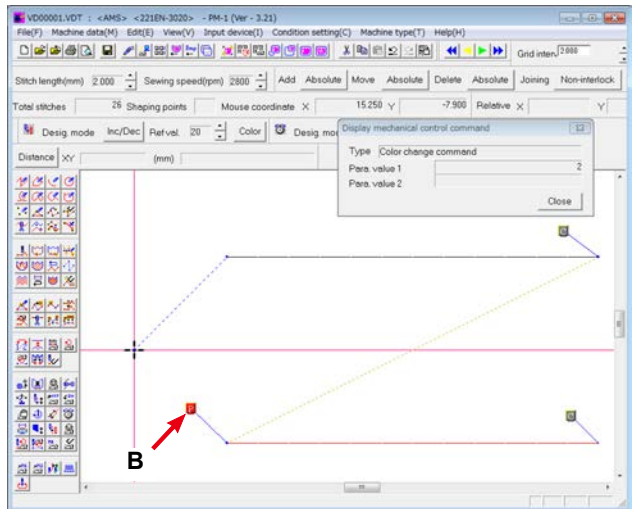 VD00001.VDT : <AMS> <221EN-3020> - PM-1 (Ver - 3.21)
File(F) Machine data(M) Edit(E) View(V) Input device(I) Condition setting(C) Machine type(T) Help(H)
Grid interv 2.000
Stitch length(mm) 2.000 Sewing speed(rpm) 2800 Add Absolute Move Absolute Delete Absolute Joining Non-interlock
Total stitches 26 Shaping points Mouse coordinate X 15.250 Y -7.900 Relative X Y
Desig. mode Inc/Dec Ref.val. 20 Color Desig. mo
Distance XY (mm)
Display mechanical control command
Type Color change command
Para. value 1 2
Para. value 2
Close
P
B